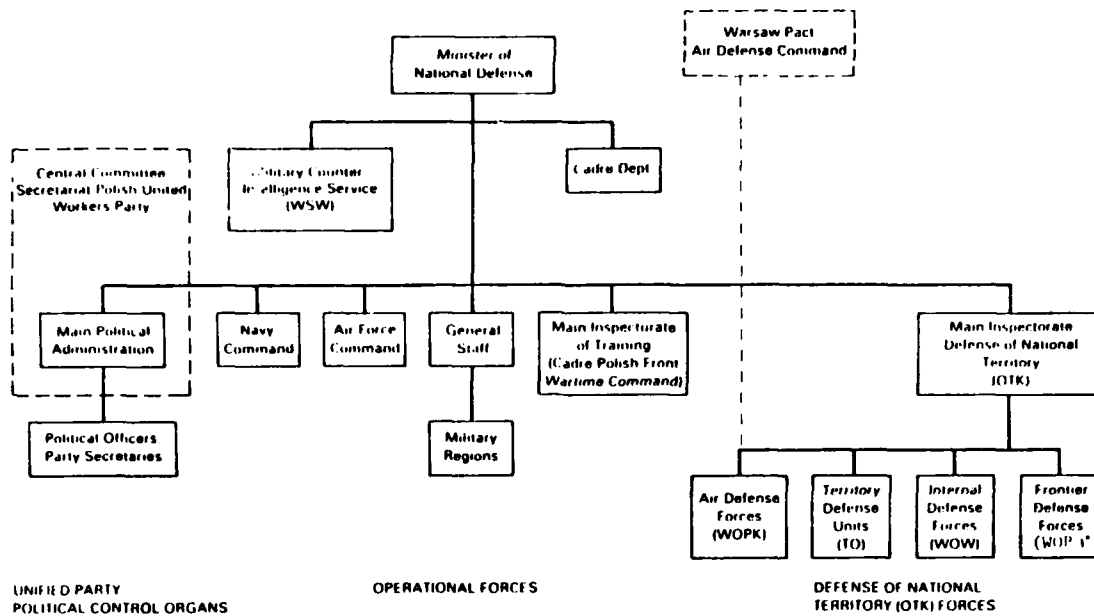 Warsaw Pact
Air Defense Command
Minister of
National Defense
Central Committee
Secretariat Polish United
Workers Party
Military Counter
Intelligence Service
(WSW)
Cadre Dept
Main Political
Administration
Navy
Command
Air Force
Command
General
Staff
Main Inspecturate
of Training
(Cadre Polish Front
Wartime Command)
Main Inspectorate
Defense of National
Territory
(OTK)
Political Officers
Party Secretaries
Military
Regions
Air Defense
Forces
(WOPK)
Territory
Defense
Units
(TO)
Internal
Defense
Forces
(WOW)
Frontier
Defense
Forces
(WOP)*
UNIFIED PARTY
POLITICAL CONTROL ORGANS
OPERATIONAL FORCES
DEFENSE OF NATIONAL
TERRITORY (OTK) FORCES